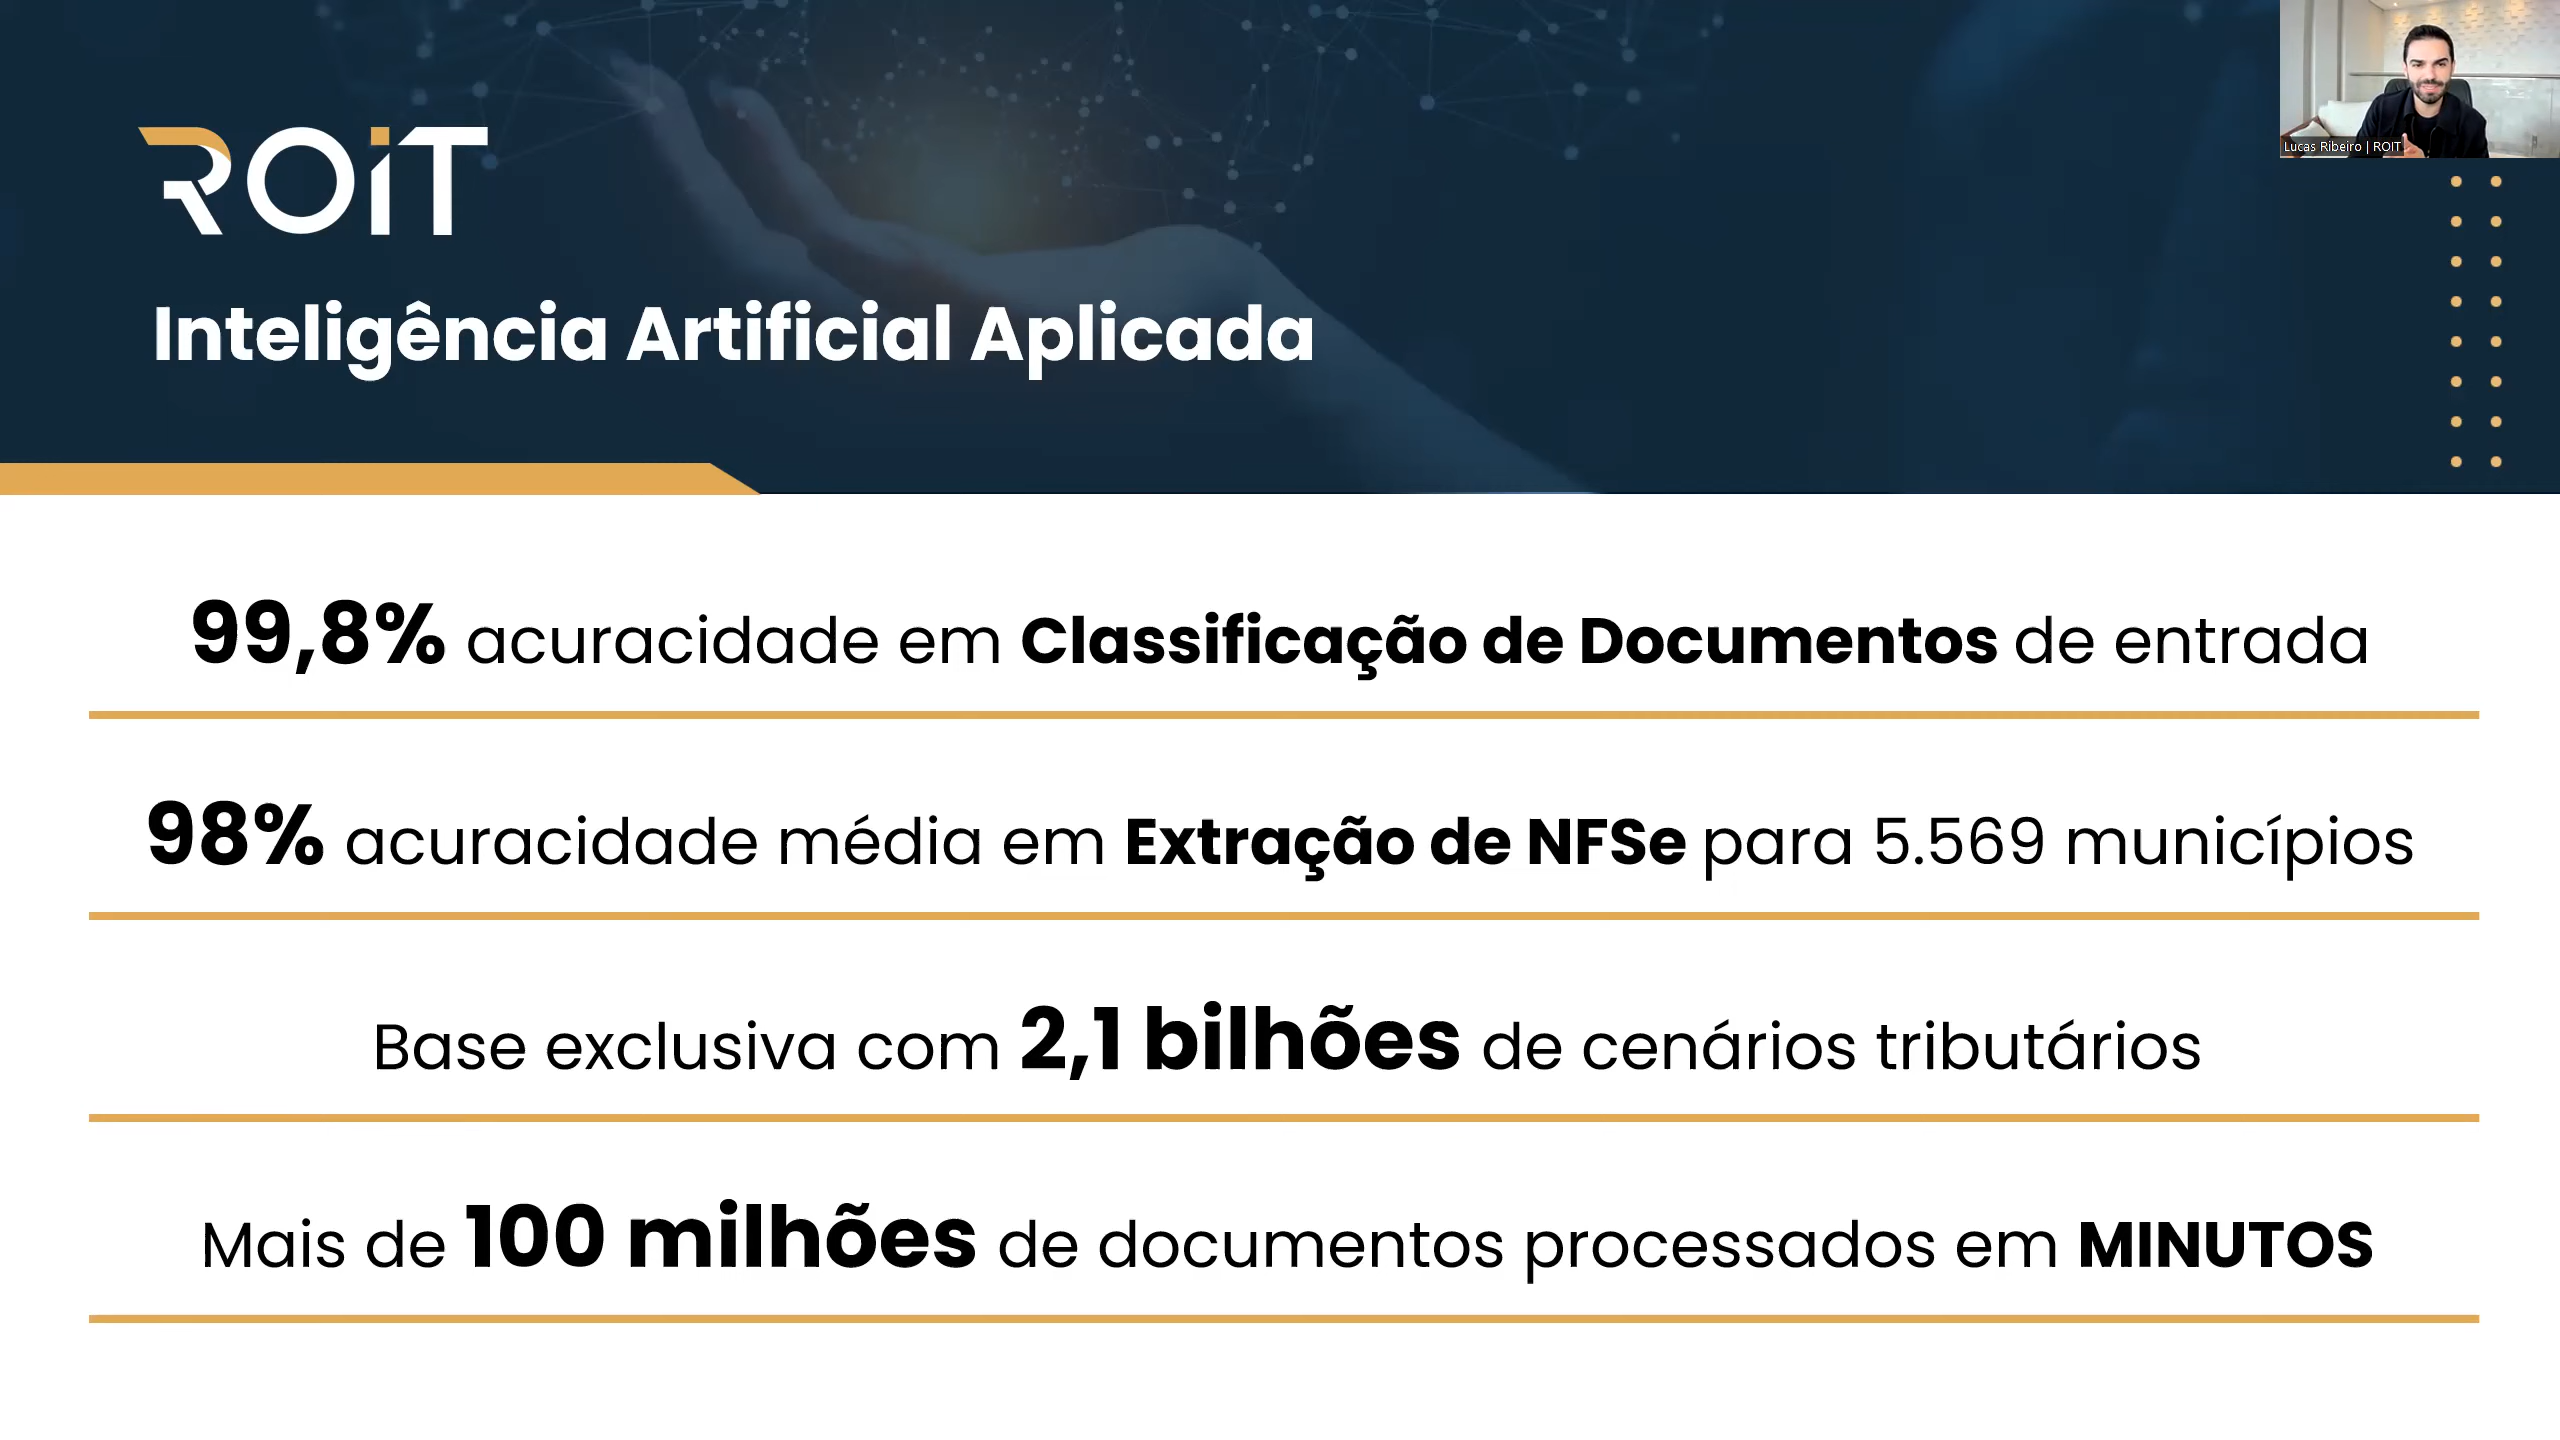 Lucas Ribeiro | ROIT
ROiT
Inteligência Artificial Aplicada
99,8% acuracidade em Classificação de Documentos de entrada
98% acuracidade média em Extração de NFSe para 5.569 municípios
Base exclusiva com 2,1 bilhões de cenários tributários
Mais de 100 milhões de documentos processados em MINUTOS